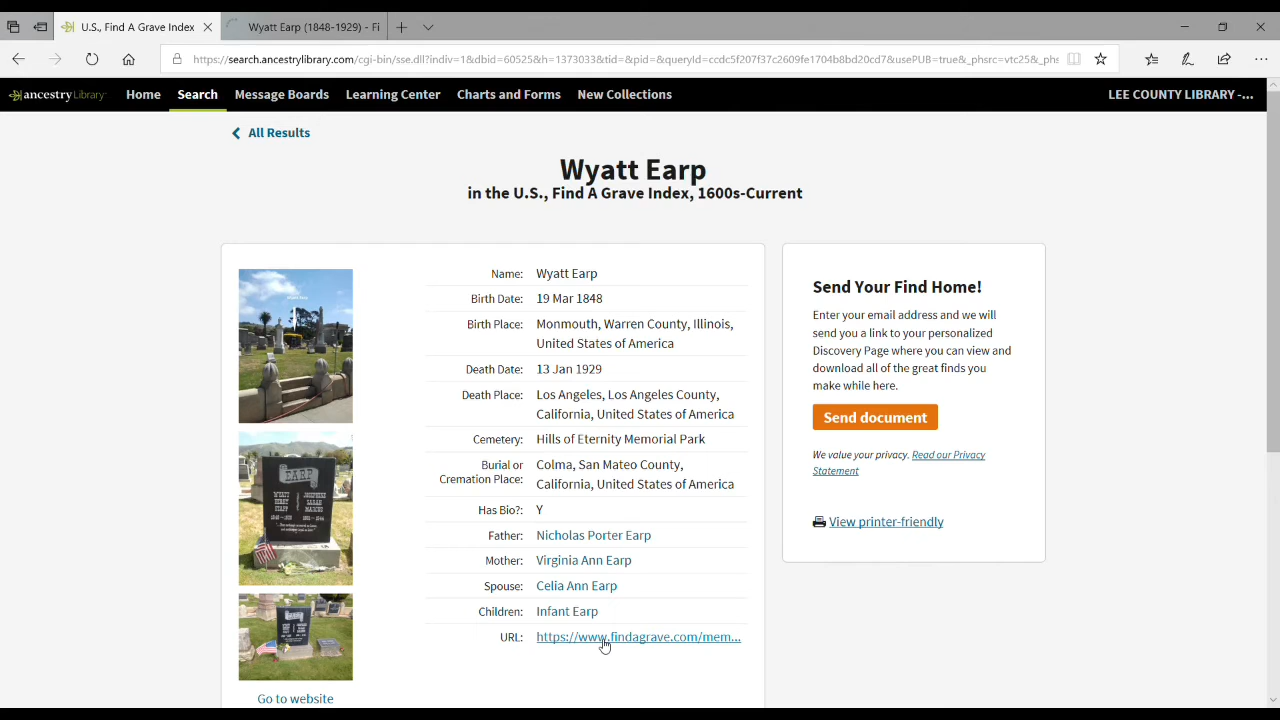 U.S., Find A Grave Index
Wyatt Earp (1848-1929) - Fi
https://search.ancestrylibrary.com/cgi-bin/sse.dll?indiv=1&dbid=60525&h=1373033&tid=&pid=&queryId=ccdc5f207f37c2609fe1704b8bd20cd7&usePUB=true&_phsrc=vtc25&_phs
ancestryLibrary Home Search Message Boards Learning Center Charts and Forms New Collections LEE COUNTY LIBRARY -...
All Results
Wyatt Earp
in the U.S., Find A Grave Index, 1600s-Current
Name: Wyatt Earp
Birth Date: 19 Mar 1848
Birth Place: Monmouth, Warren County, Illinois,
United States of America
Death Date: 13 Jan 1929
Death Place: Los Angeles, Los Angeles County,
California, United States of America
Cemetery: Hills of Eternity Memorial Park
Burial or Colma, San Mateo County,
Cremation Place: California, United States of America
Has Bio?: Y
Father: Nicholas Porter Earp
Mother: Virginia Ann Earp
Spouse: Celia Ann Earp
Children: Infant Earp
URL: https://www.findagrave.com/mem...
EARP
Go to website
Send Your Find Home!
Enter your email address and we will
send you a link to your personalized
Discovery Page where you can view and
download all of the great finds you
make while here.
Send document
We value your privacy. Read our Privacy
Statement
View printer-friendly